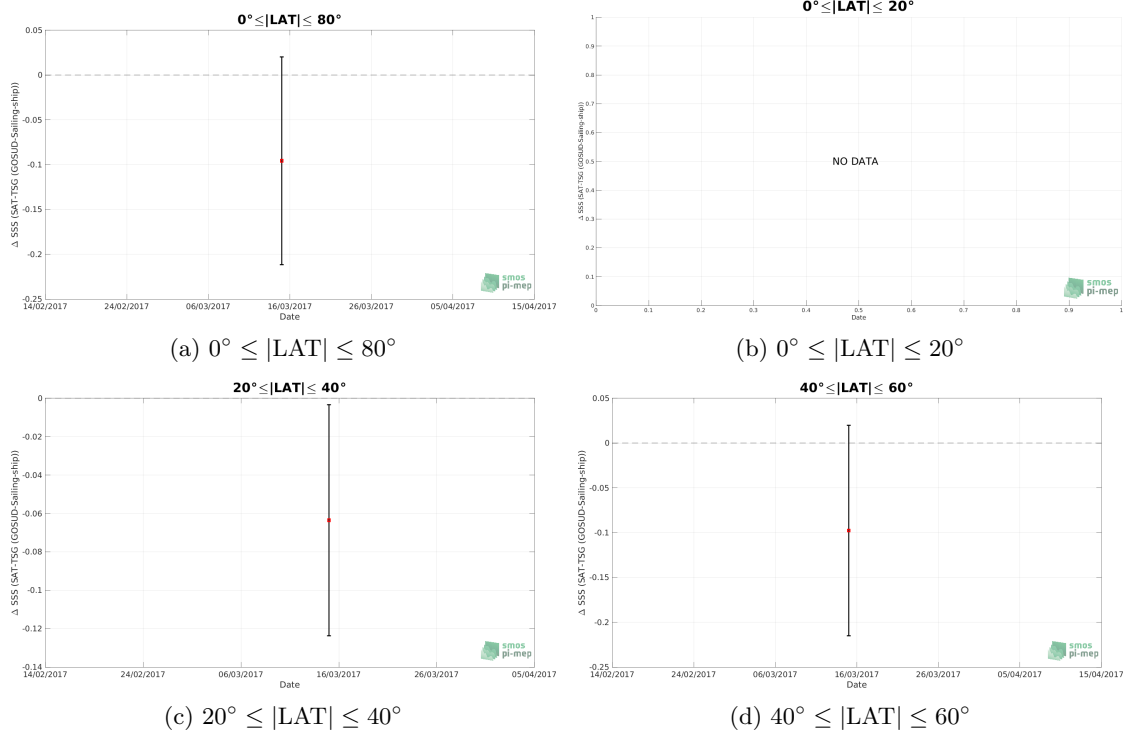 0°≤|LAT|≤ 80°
Δ SSS (SAT-TSG (GOSUD-Sailing-ship))
0.05
0
-0.05
-0.1
-0.15
-0.2
-0.25
14/02/2017 24/02/2017 06/03/2017 16/03/2017 26/03/2017 05/04/2017 15/04/2017
Date
smos
pi-mep
(a) 0° ≤ |LAT| ≤ 80°
0°≤|LAT|≤ 20°
Δ SSS (SAT-TSG (GOSUD-Sailing-ship))
1
0.9
0.8
0.7
0.6
0.5
0.4
0.3
0.2
0.1
0
NO DATA
0 0.1 0.2 0.3 0.4 0.5 0.6 0.7 0.8 0.9 1
Date
smos
pi-mep
(b) 0° ≤ |LAT| ≤ 20°
20°≤|LAT|≤ 40°
Δ SSS (SAT-TSG (GOSUD-Sailing-ship))
0
-0.02
-0.04
-0.06
-0.08
-0.1
-0.12
-0.14
14/02/2017 24/02/2017 06/03/2017 16/03/2017 26/03/2017 05/04/2017
Date
smos
pi-mep
(c) 20° ≤ |LAT| ≤ 40°
40°≤|LAT|≤ 60°
Δ SSS (SAT-TSG (GOSUD-Sailing-ship))
0.05
0
-0.05
-0.1
-0.15
-0.2
-0.25
14/02/2017 24/02/2017 06/03/2017 16/03/2017 26/03/2017 05/04/2017 15/04/2017
Date
smos
pi-mep
(d) 40° ≤ |LAT| ≤ 60°